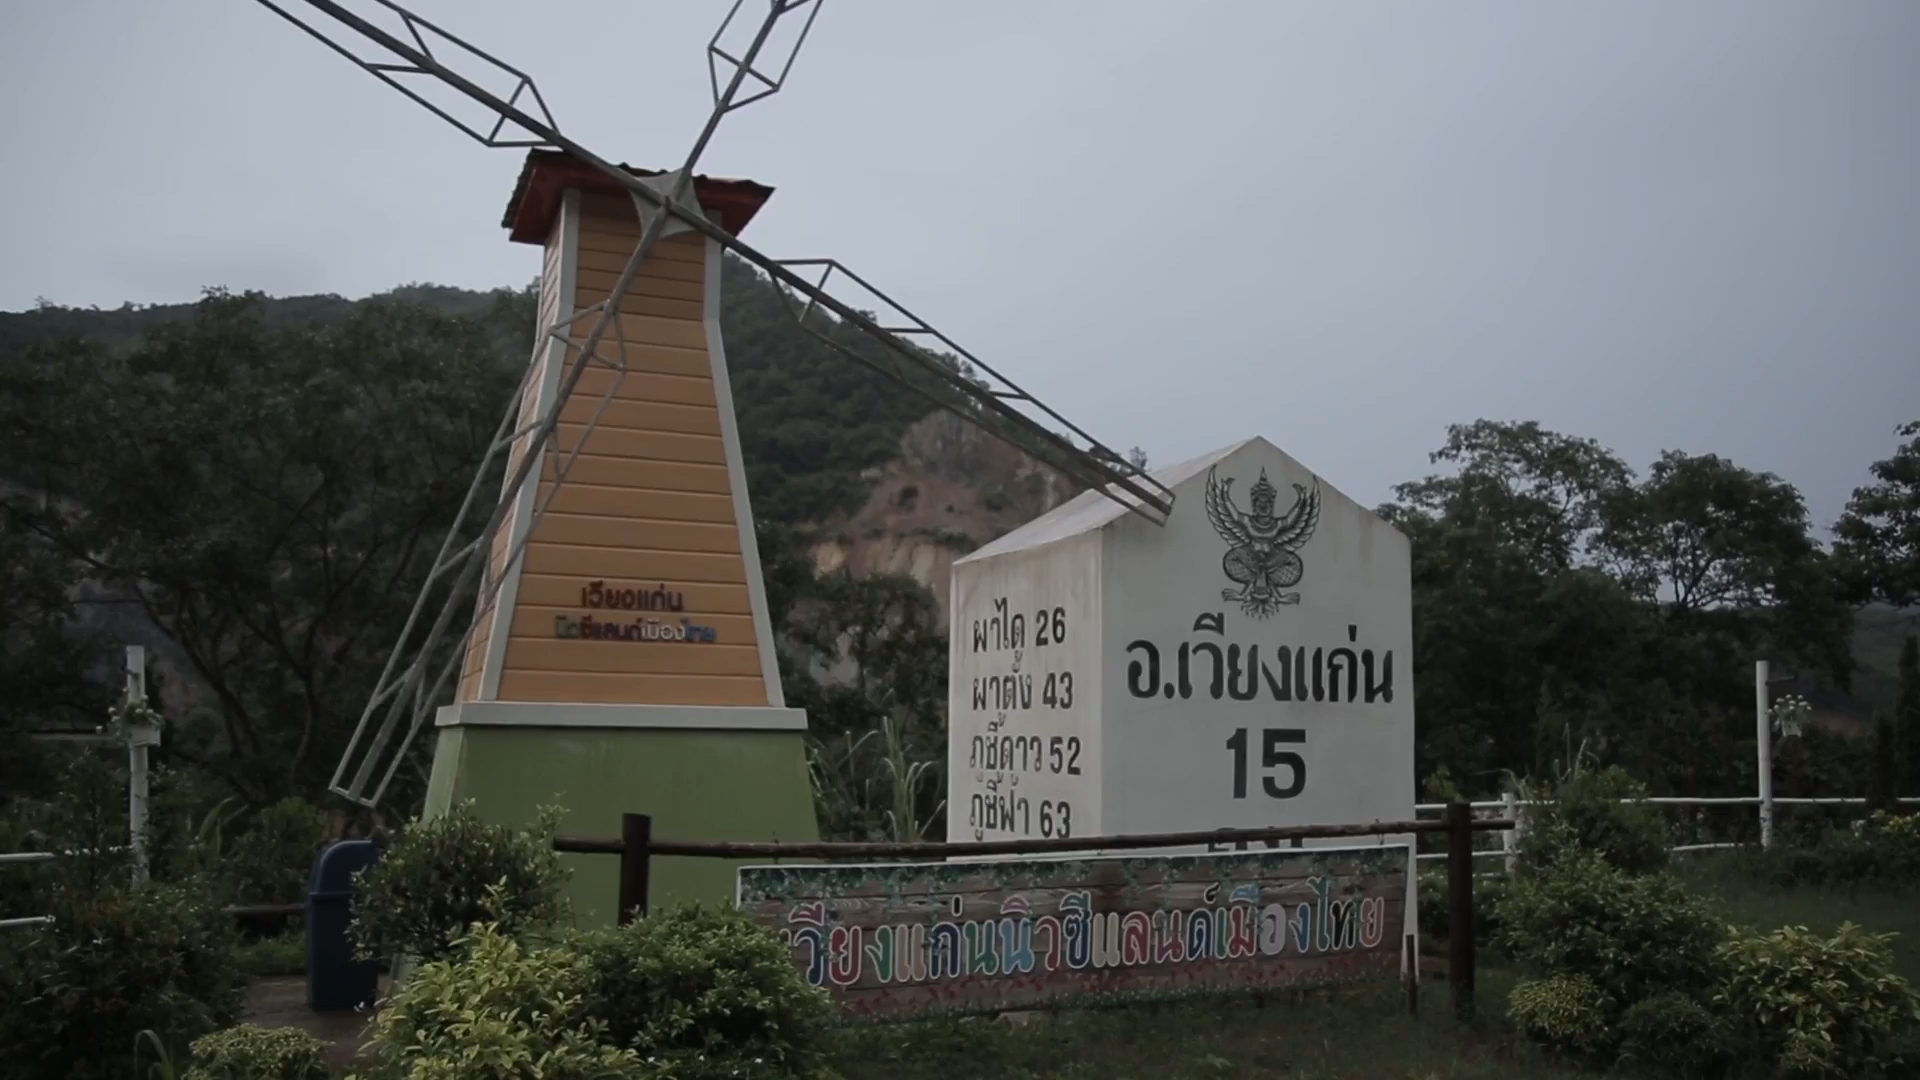 เวียงแก่น
นิวซีแลนด์เมืองไทย
ผาได 26
ผาตั้ง 43
ภูชี้ดาว 52
ภูชี้ฟ้า 63
อ.เวียงแก่น
15
เวียงแก่นนิวซีแลนด์เมืองไทย